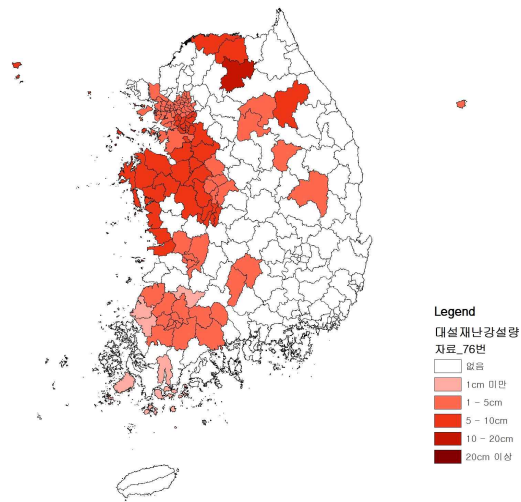 Legend
대설재난강설량
자료_76번
없음
1cm 미만
1 - 5cm
5 - 10cm
10 - 20cm
20cm 이상